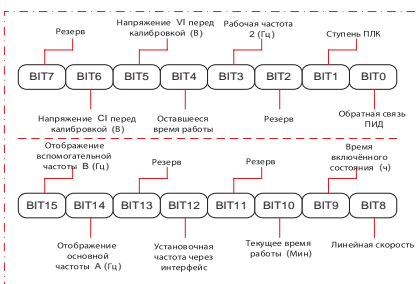 Резерв
Напряжение VI перед
калибровкой (В)
Рабочая частота
2 (Гц)
Ступень ПЛК
BIT7 BIT6 BIT5 BIT4 BIT3 BIT2 BIT1 BIT0
Напряжение CI перед
калибровкой (В)
Оставшееся
время работы
Резерв
Обратная связь
ПИД
Отображение
вспомогательной
частоты B (Гц)
Резерв
Резерв
Время
включённого
состояния (ч)
BIT15 BIT14 BIT13 BIT12 BIT11 BIT10 BIT9 BIT8
Отображение
основной
частоты A (Гц)
Установочная
частота через
интерфейс
Текущее время
работы (Мин)
Линейная скорость